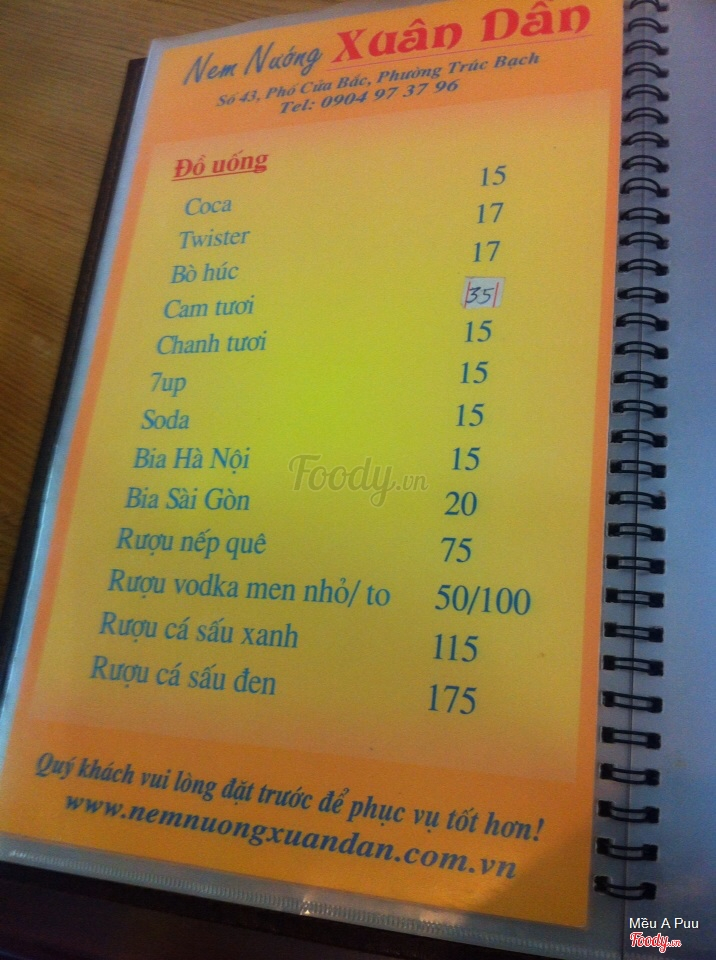 Nem Nướng Xuân Dần
Số 43, Phố Cửa Bắc, Phường Trúc Bạch
Tel: 0904 97 37 96
Đồ uống
Coca 15
Twister 17
Bò húc 17
Cam tươi 35
Chanh tươi 15
7up 15
Soda 15
Bia Hà Nội 15
Bia Sài Gòn 20
Rượu nếp quê 75
Rượu vodka men nhỏ/ to 50/100
Rượu cá sấu xanh 115
Rượu cá sấu đen 175
Quý khách vui lòng đặt trước để phục vụ tốt hơn!
www.nemnuongxuandan.com.vn
Foody.vn
Mều A Puu
Foody.vn